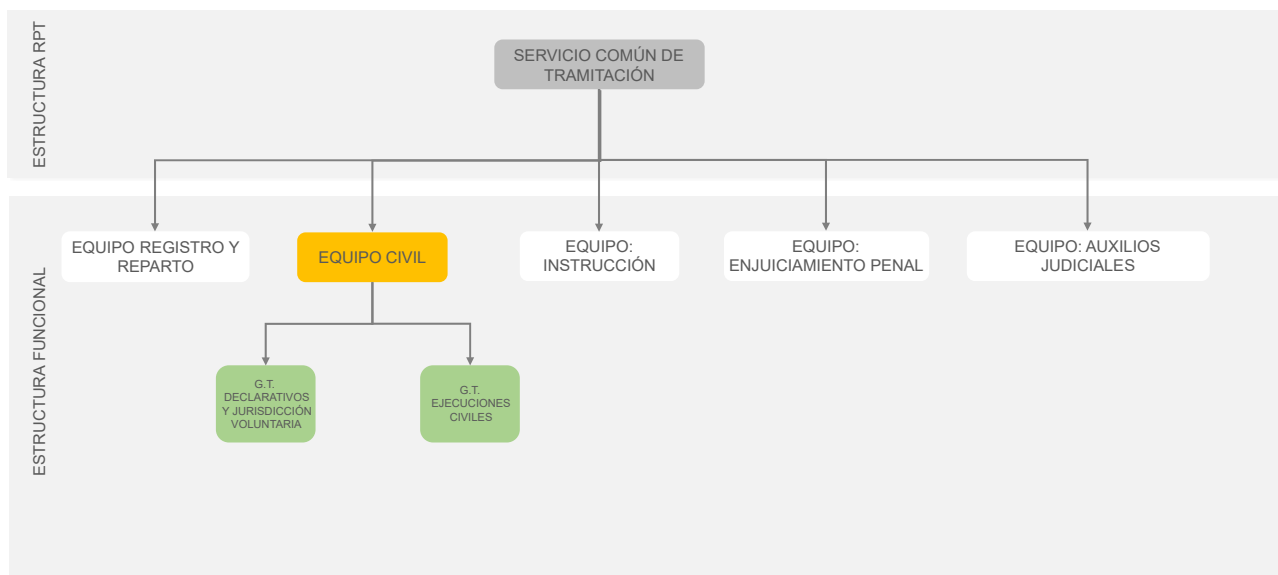 ESTRUCTURA RPT
SERVICIO COMÚN DE
TRAMITACIÓN
ESTRUCTURA FUNCIONAL
EQUIPO REGISTRO Y
REPARTO
EQUIPO CIVIL
EQUIPO:
INSTRUCCIÓN
EQUIPO:
ENJUICIAMIENTO PENAL
EQUIPO: AUXILIOS
JUDICIALES
G.T.
DECLARATIVOS
Y JURISDICCIÓN
VOLUNTARIA
G.T.
EJECUCIONES
CIVILES